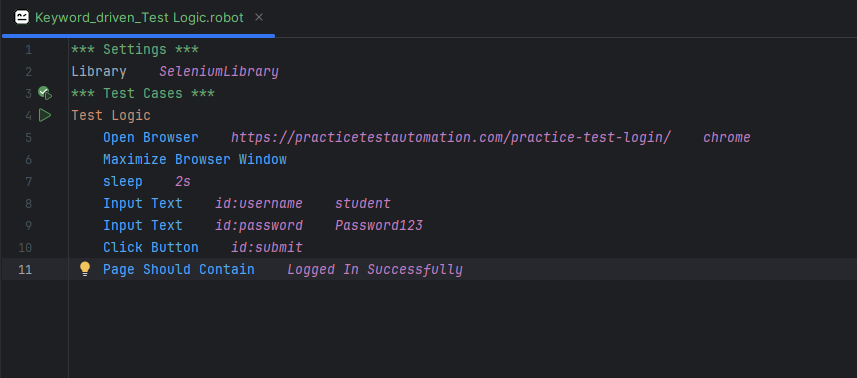 Keyword_driven_Test Logic.robot ×
1 *** Settings ***
2 Library    SeleniumLibrary
3 *** Test Cases ***
4 Test Logic
5     Open Browser    https://practicetestautomation.com/practice-test-login/    chrome
6     Maximize Browser Window
7     sleep    2s
8     Input Text    id:username    student
9     Input Text    id:password    Password123
10     Click Button    id:submit
11     Page Should Contain    Logged In Successfully